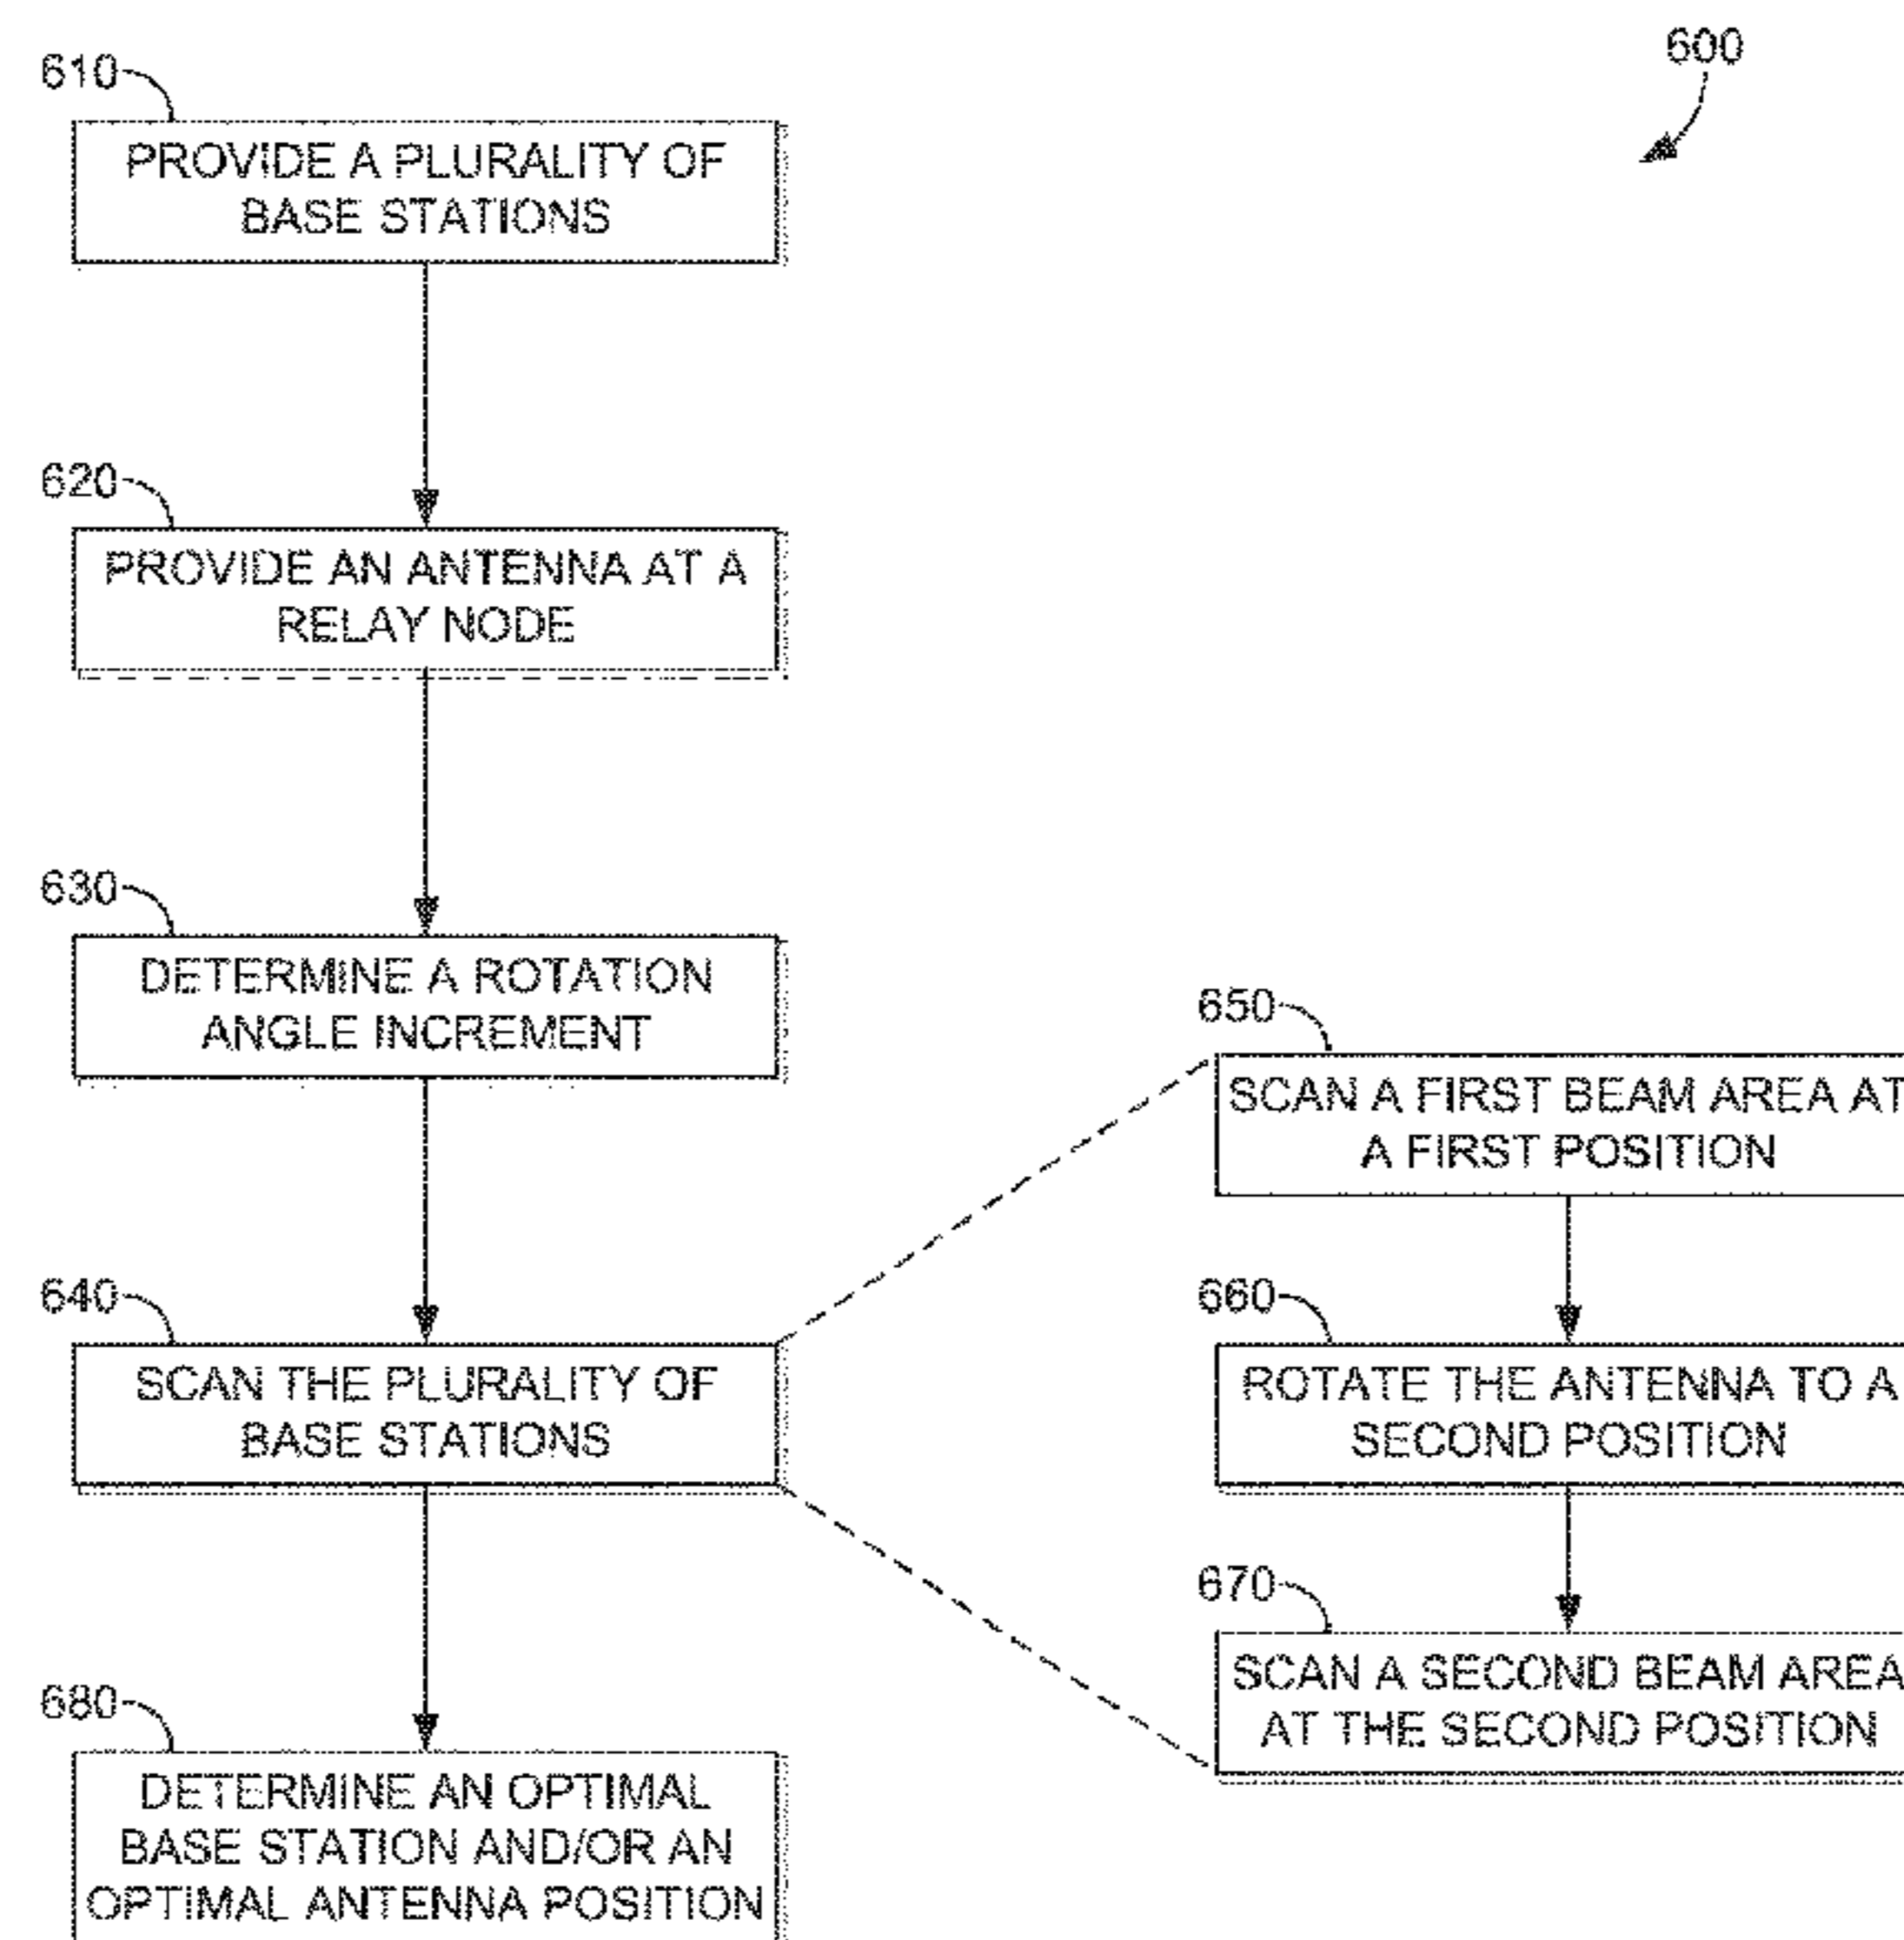 600
610
PROVIDE A PLURALITY OF
BASE STATIONS
620
PROVIDE AN ANTENNA AT A
RELAY NODE
630
DETERMINE A ROTATION
ANGLE INCREMENT
640
SCAN THE PLURALITY OF
BASE STATIONS
650
SCAN A FIRST BEAM AREA AT
A FIRST POSITION
660
ROTATE THE ANTENNA TO A
SECOND POSITION
670
SCAN A SECOND BEAM AREA
AT THE SECOND POSITION
680
DETERMINE AN OPTIMAL
BASE STATION AND/OR AN
OPTIMAL ANTENNA POSITION